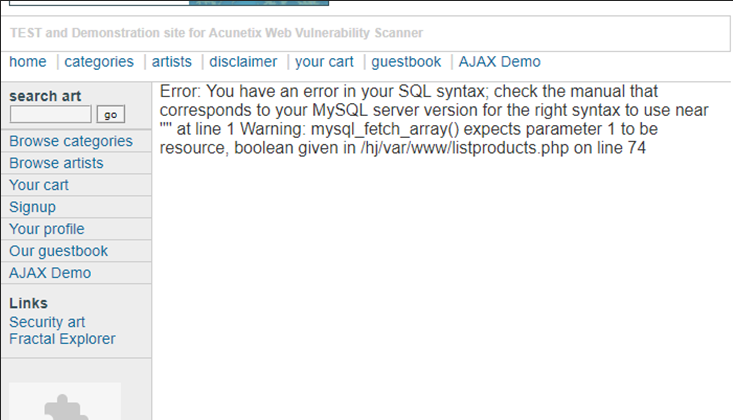 TEST and Demonstration site for Acunetix Web Vulnerability Scanner
home | categories | artists | disclaimer | your cart | guestbook | AJAX Demo
search art
go
Browse categories
Browse artists
Your cart
Signup
Your profile
Our guestbook
AJAX Demo
Links
Security art
Fractal Explorer
Error: You have an error in your SQL syntax; check the manual that
corresponds to your MySQL server version for the right syntax to use near
''' at line 1 Warning: mysql_fetch_array() expects parameter 1 to be
resource, boolean given in /hj/var/www/listproducts.php on line 74